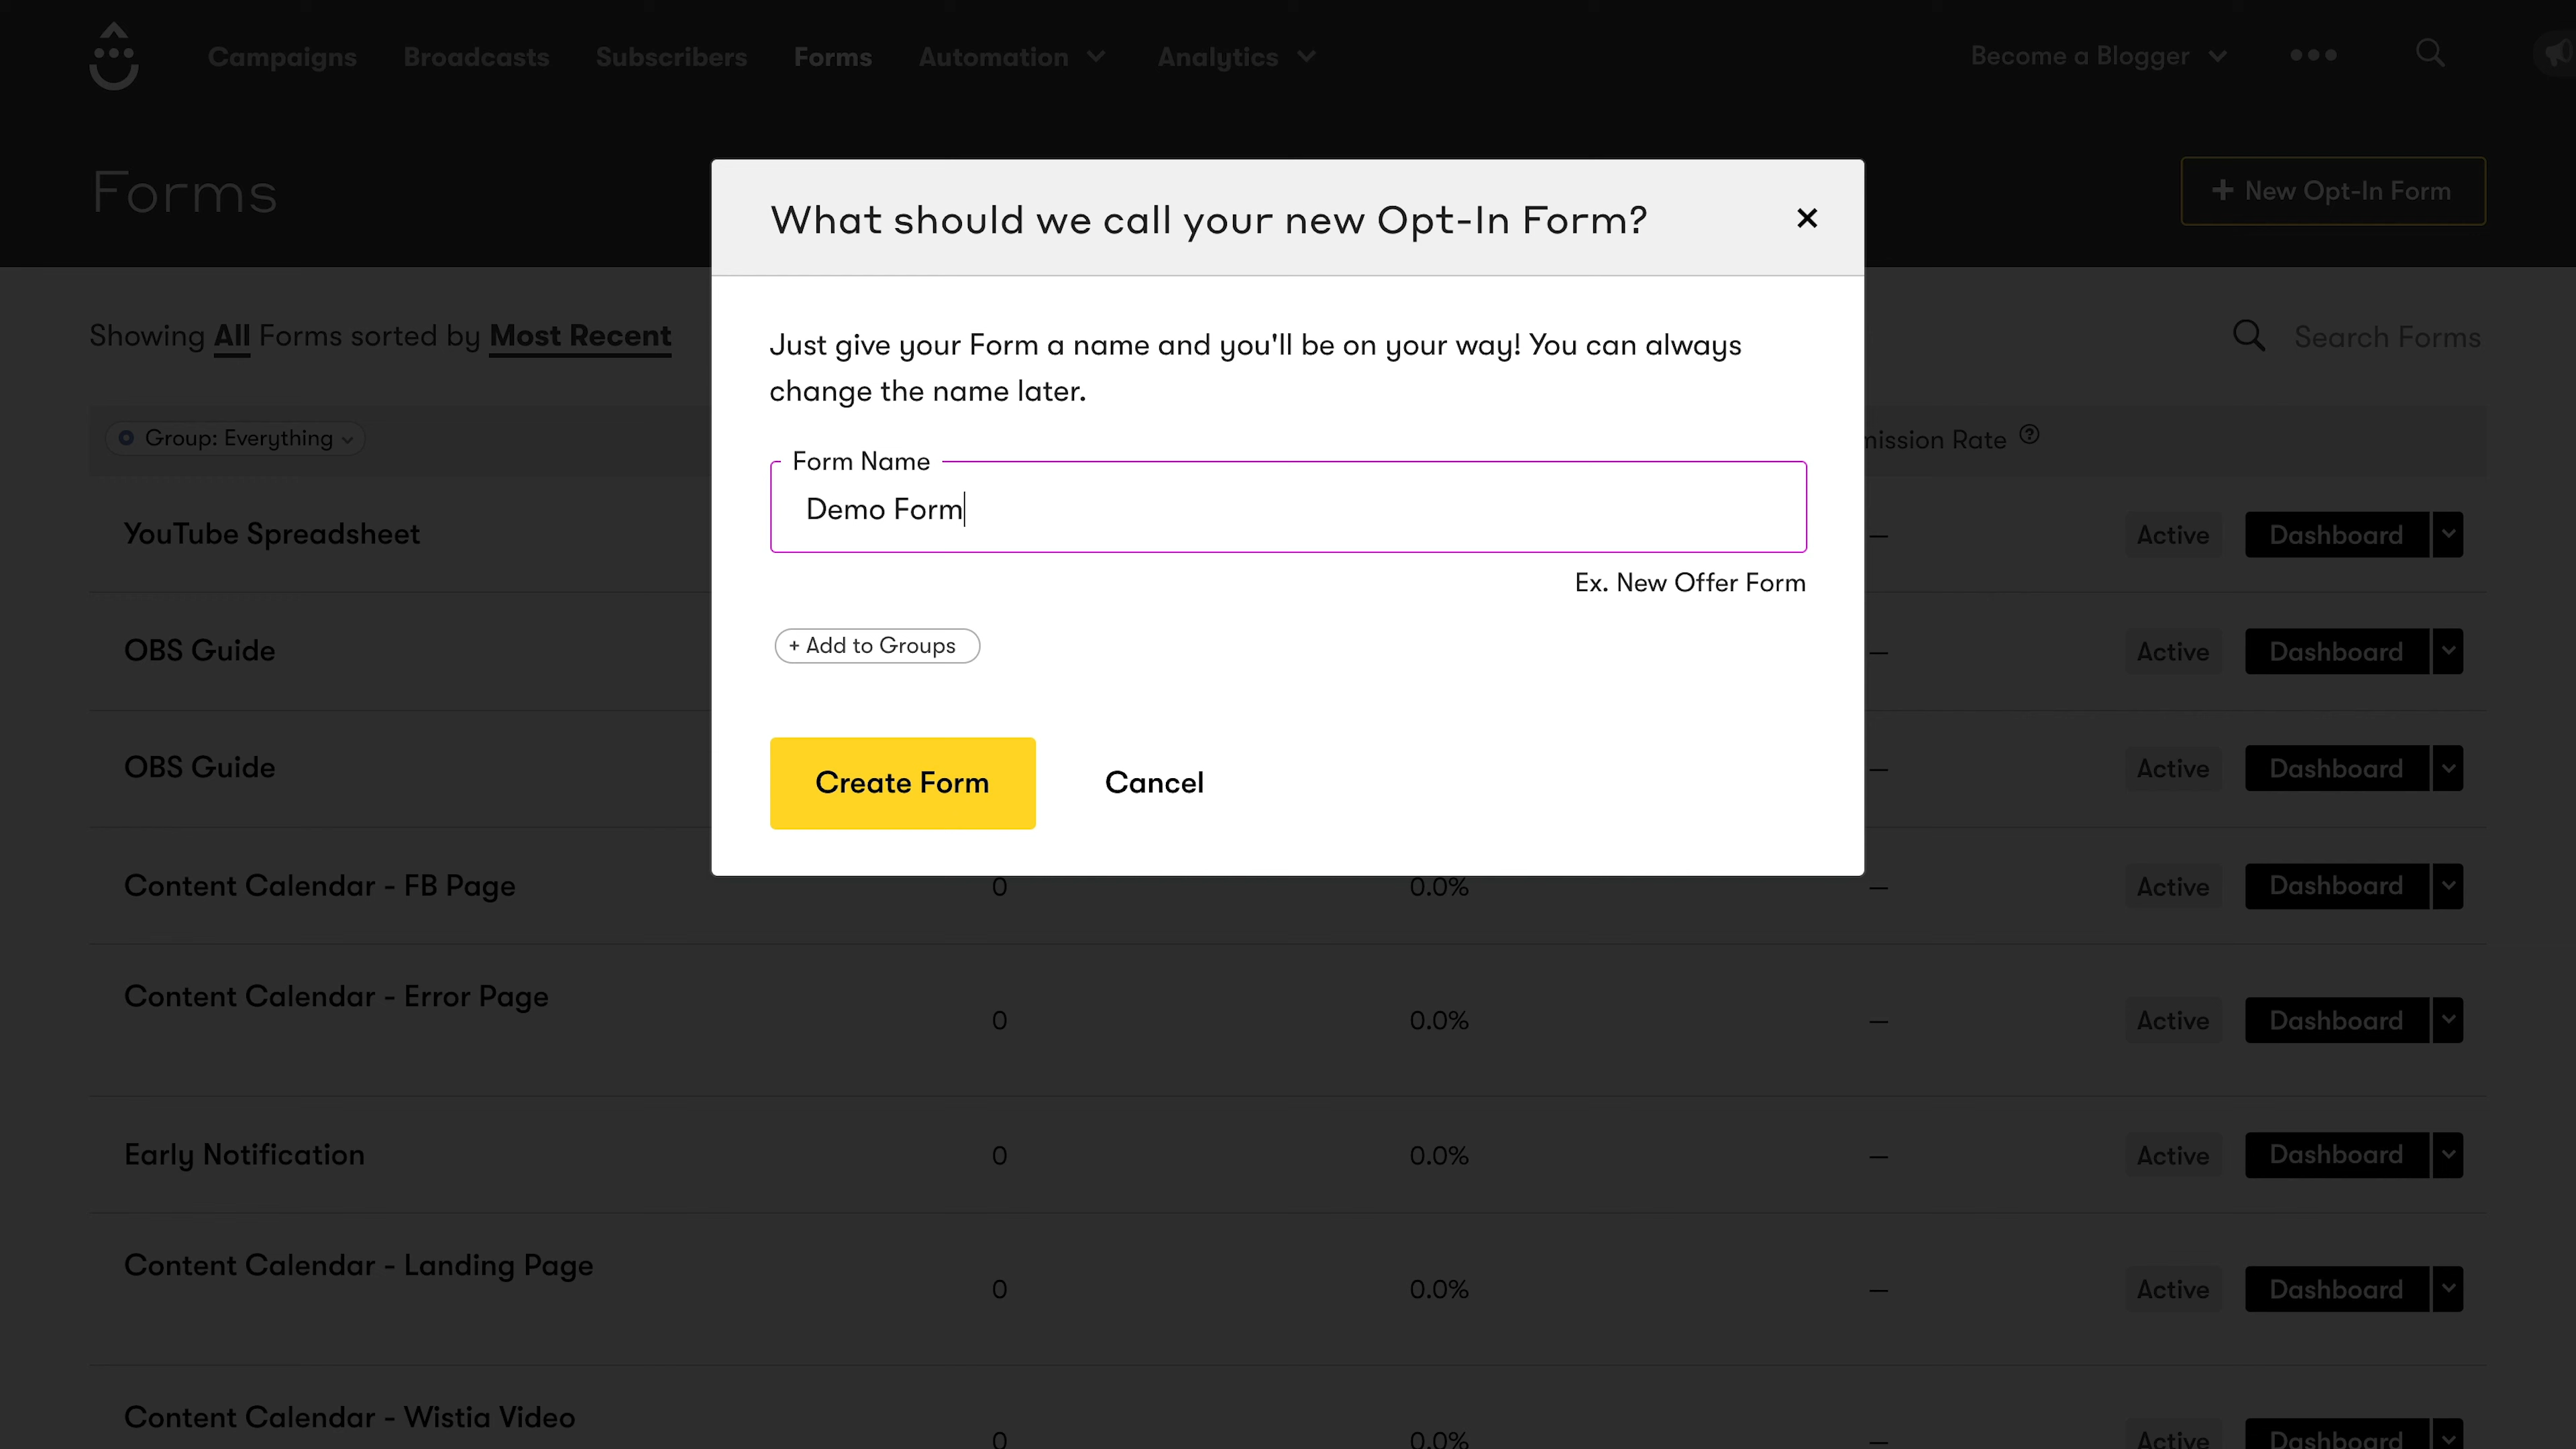 Campaigns Broadcasts Subscribers Forms Automation Analytics Become a Blogger
Forms
+ New Opt-In Form
What should we call your new Opt-In Form?
Showing All Forms sorted by Most Recent
Search Forms
Just give your Form a name and you'll be on your way! You can always
change the name later.
Group: Everything
Rate
Form Name
Demo Form
Ex. New Offer Form
+ Add to Groups
Create Form Cancel
YouTube Spreadsheet — Active Dashboard
OBS Guide — Active Dashboard
OBS Guide — Active Dashboard
Content Calendar - FB Page 0 0.0% — Active Dashboard
Content Calendar - Error Page 0 0.0% — Active Dashboard
Early Notification 0 0.0% — Active Dashboard
Content Calendar - Landing Page 0 0.0% — Active Dashboard
Content Calendar - Wistia Video 0 0.0% — Active Dashboard